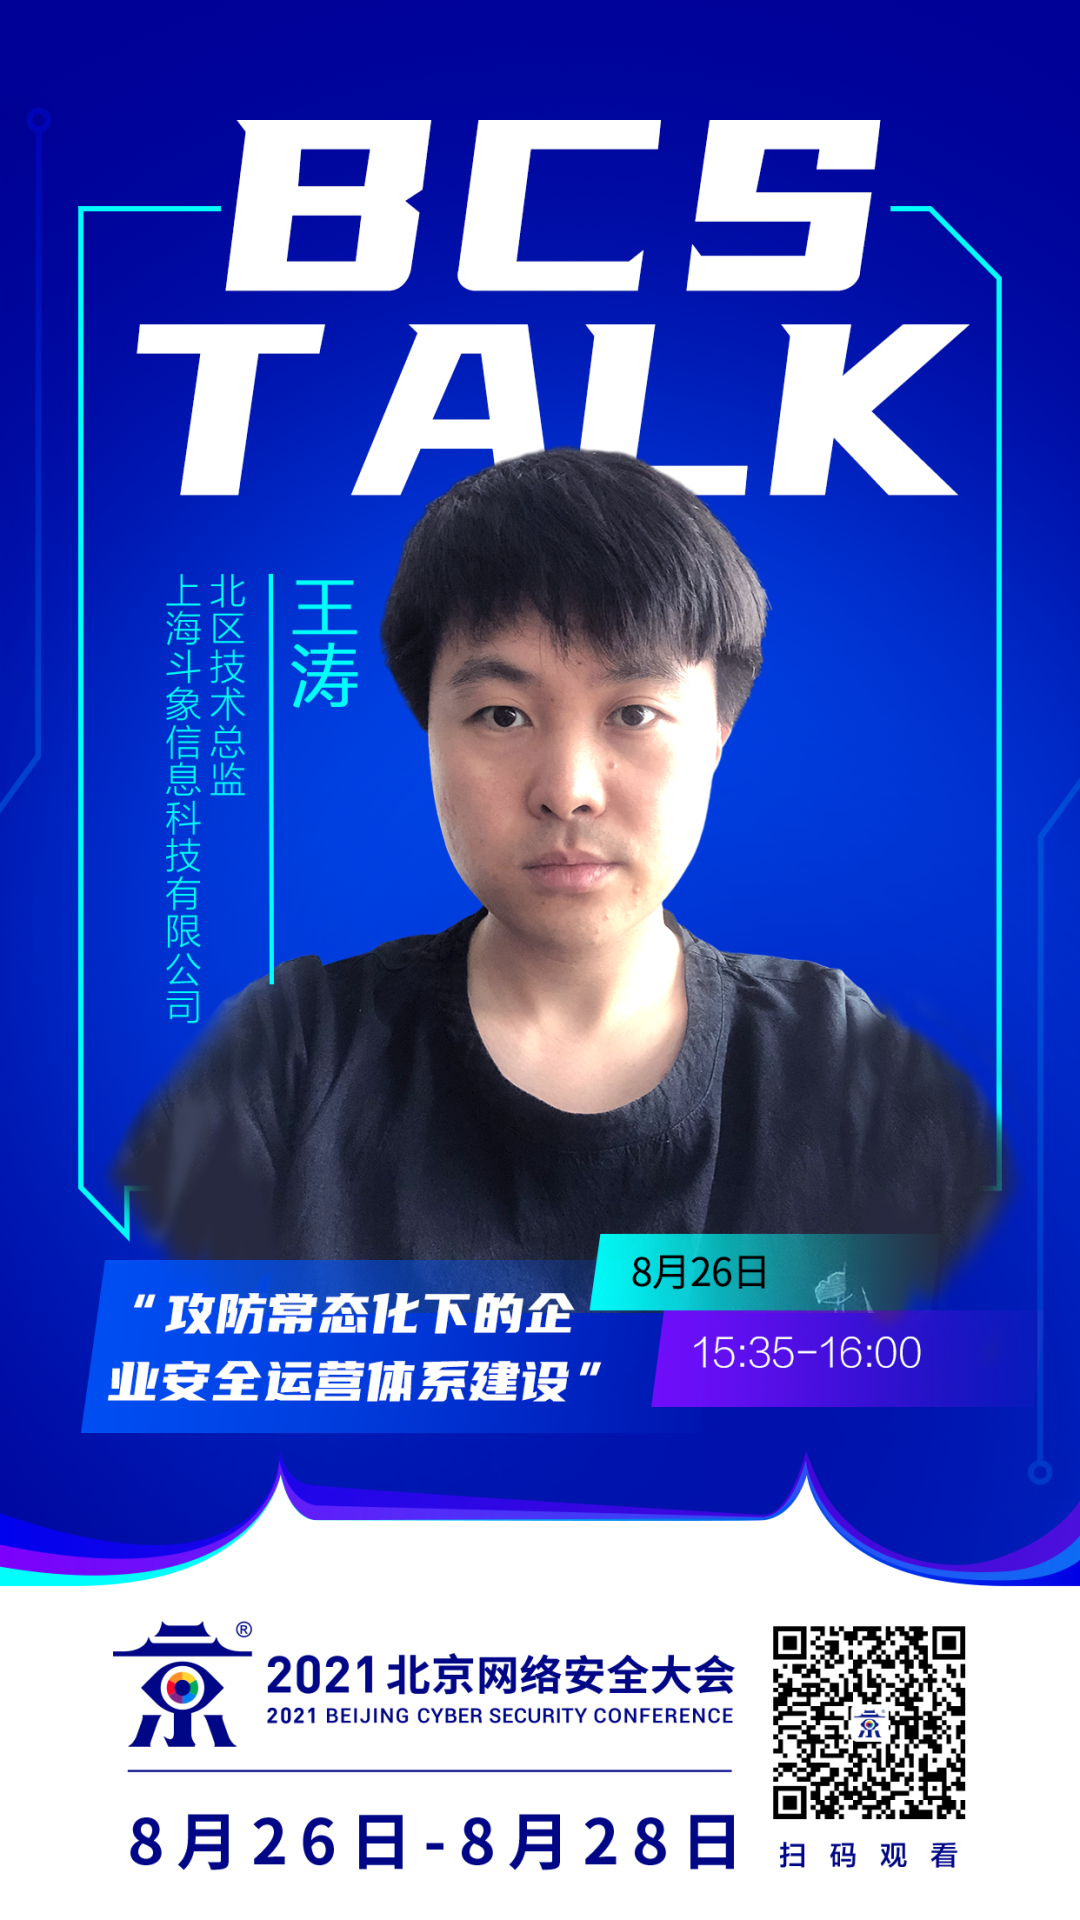 BCS
TALK
王涛
北区技术总监
上海斗象信息科技有限公司
8月26日
“攻防常态化下的企
业安全运营体系建设”
15:35-16:00
®
2021北京网络安全大会
2021 BEIJING CYBER SECURITY CONFERENCE
8月26日-8月28日
扫码观看